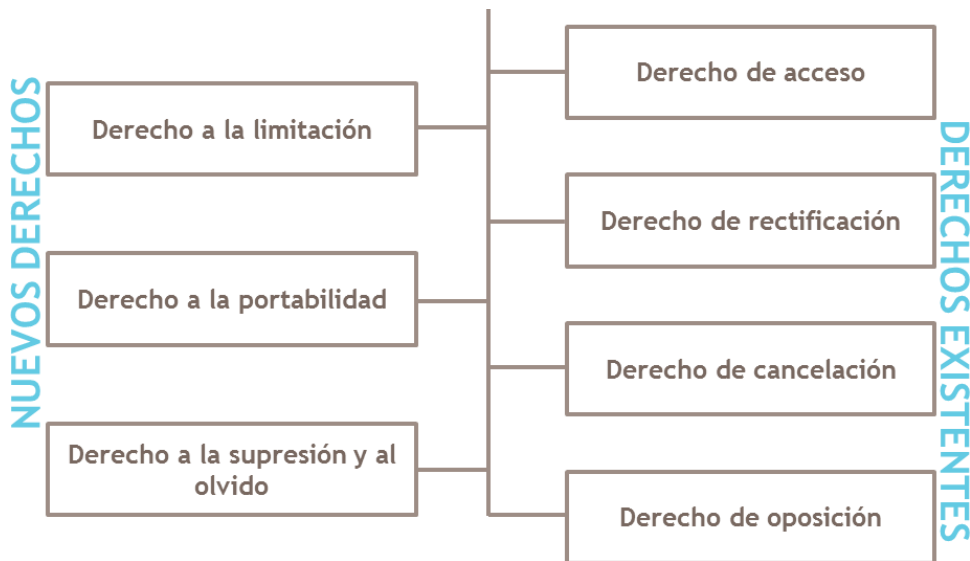 NUEVOS DERECHOS
Derecho a la limitación
Derecho a la portabilidad
Derecho a la supresión y al
olvido
Derecho de acceso
Derecho de rectificación
Derecho de cancelación
Derecho de oposición
DERECHOS EXISTENTES